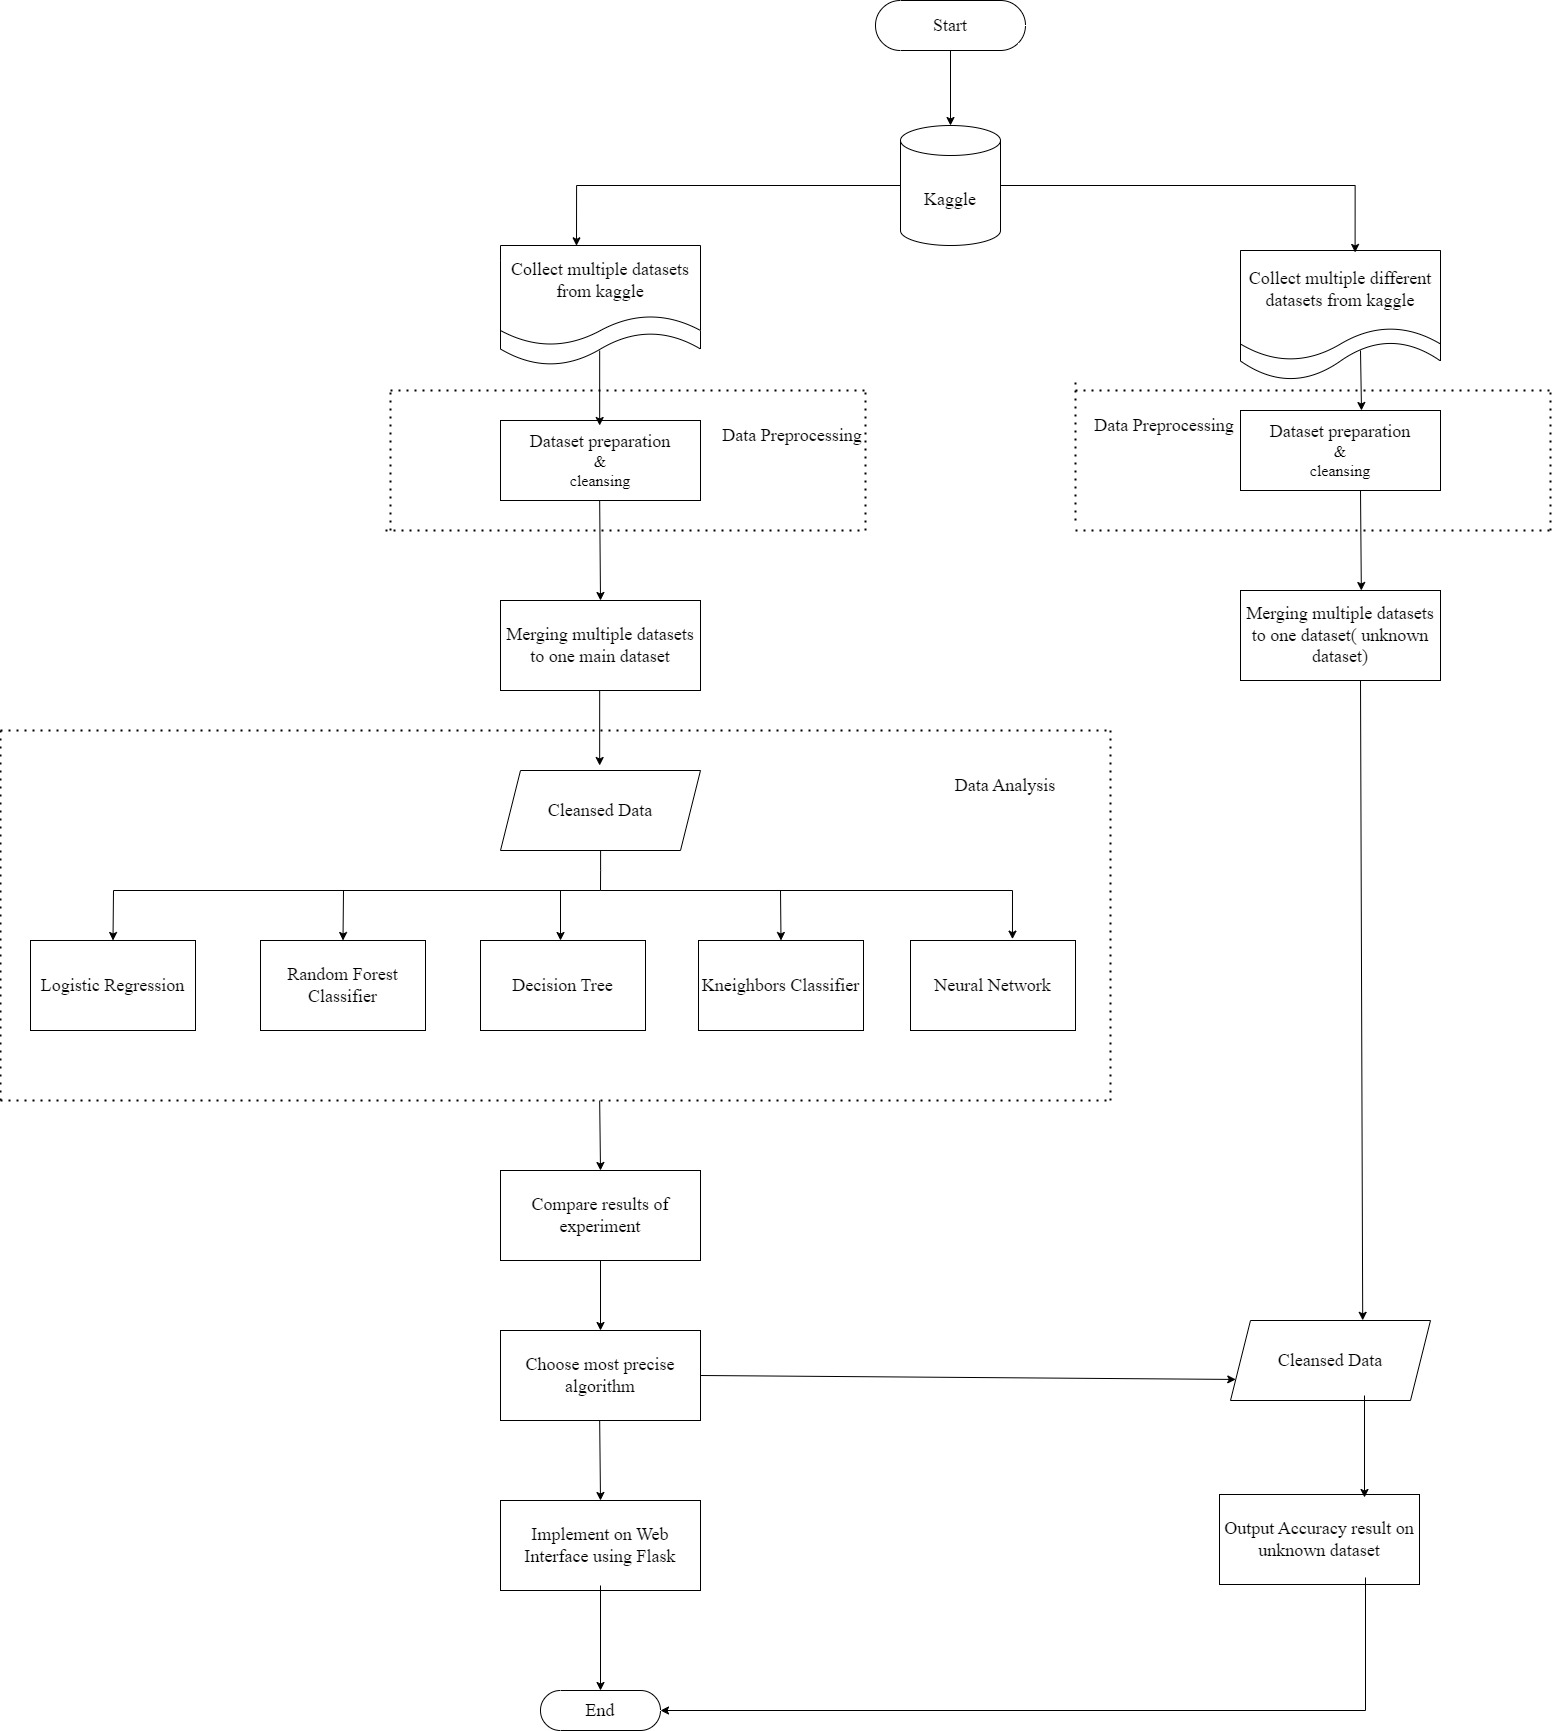 Start
Kaggle
Collect multiple datasets
from kaggle
Collect multiple different
datasets from kaggle
Data Preprocessing
Dataset preparation
&
cleansing
Data Preprocessing
Dataset preparation
&
cleansing
Merging multiple datasets
to one main dataset
Merging multiple datasets
to one dataset( unknown
dataset)
Data Analysis
Cleansed Data
Logistic Regression
Random Forest
Classifier
Decision Tree
Kneighbors Classifier
Neural Network
Compare results of
experiment
Choose most precise
algorithm
Cleansed Data
Implement on Web
Interface using Flask
Output Accuracy result on
unknown dataset
End